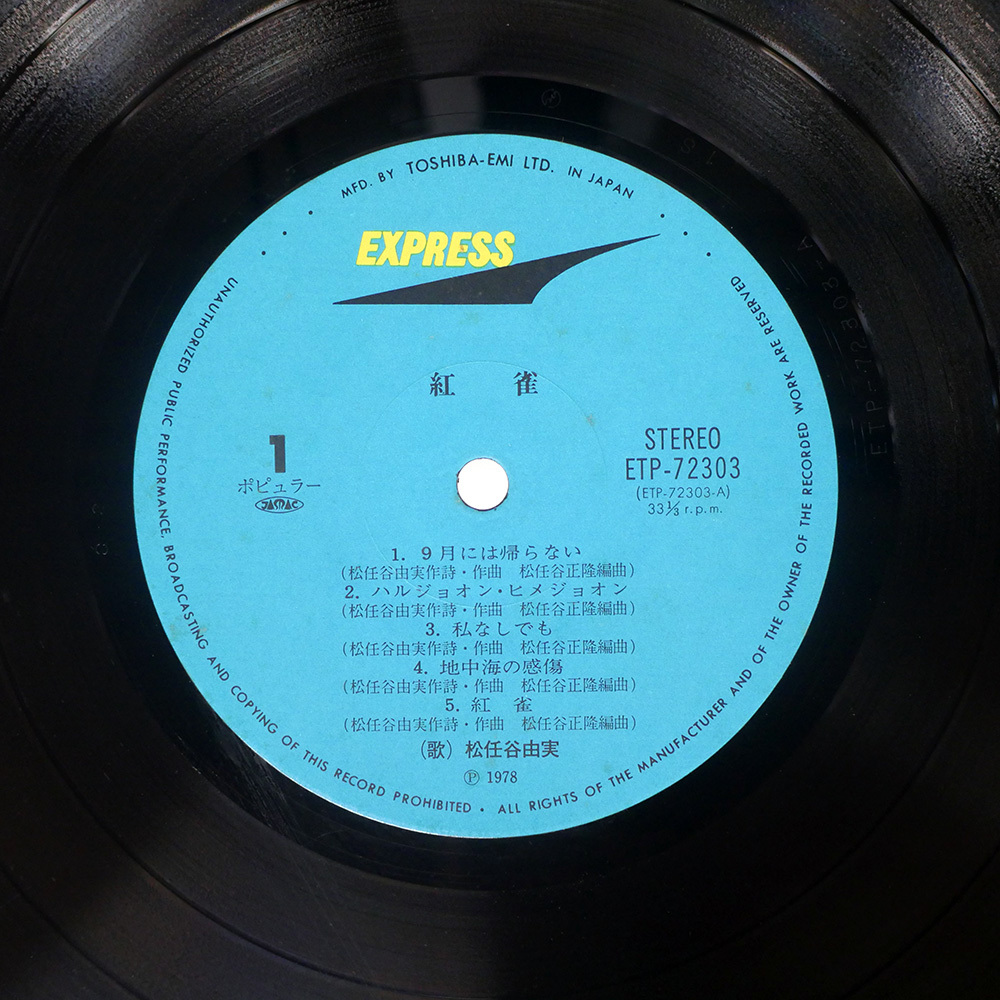 MFD. BY TOSHIBA-EMI LTD. IN JAPAN
EXPRESS
紅 雀
1
ポピュラー
JASRAC
STEREO
ETP-72303
(ETP-72303-A)
33⅓ r.p.m.
1. 9月には帰らない
(松任谷由実作詩・作曲 松任谷正隆編曲)
2. ハルジョオン・ヒメジョオン
(松任谷由実作詩・作曲 松任谷正隆編曲)
3. 私なしでも
(松任谷由実作詩・作曲 松任谷正隆編曲)
4. 地中海の感傷
(松任谷由実作詩・作曲 松任谷正隆編曲)
5. 紅 雀
(松任谷由実作詩・作曲 松任谷正隆編曲)
(歌) 松任谷由実
Ⓟ 1978
UNAUTHORIZED PUBLIC PERFORMANCE, BROADCASTING AND COPYING OF THIS RECORD PROHIBITED • ALL RIGHTS OF THE MANUFACTURER AND OF THE OWNER OF THE RECORDED WORK ARE RESERVED
ETP-72303-A